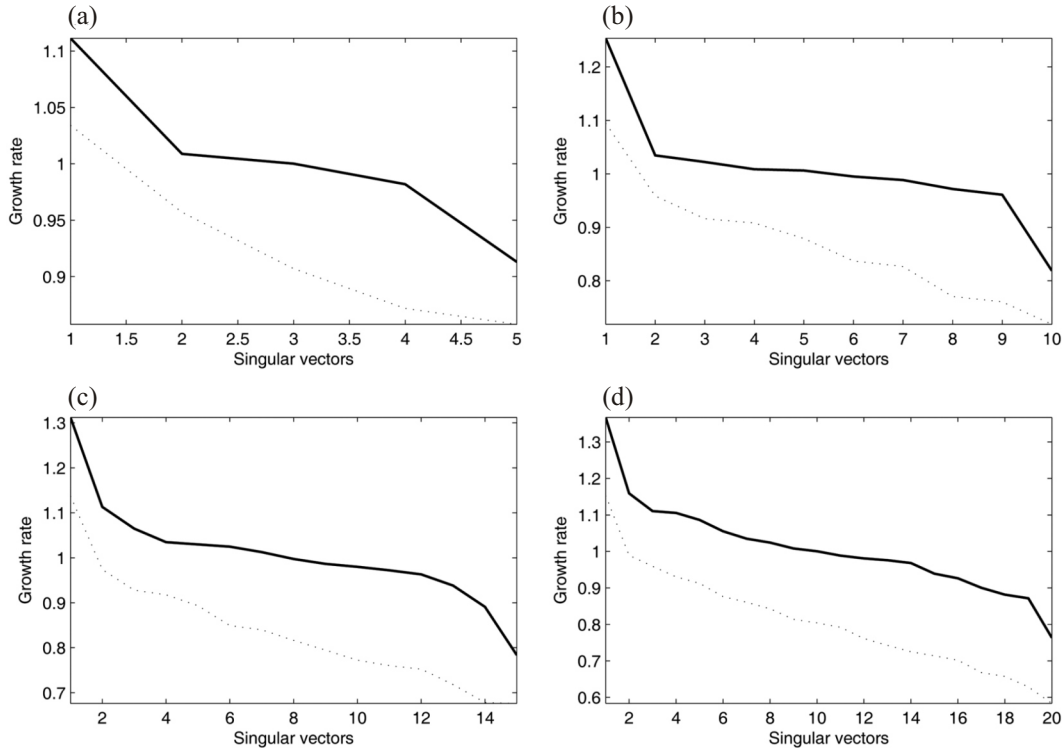 (a)
1.1
1.05
1
0.95
0.9
Growth rate
1 1.5 2 2.5 3 3.5 4 4.5 5
Singular vectors
(b)
1.2
1.1
1
0.9
0.8
Growth rate
1 2 3 4 5 6 7 8 9 10
Singular vectors
(c)
1.3
1.2
1.1
1
0.9
0.8
0.7
Growth rate
2 4 6 8 10 12 14
Singular vectors
(d)
1.3
1.2
1.1
1
0.9
0.8
0.7
0.6
Growth rate
2 4 6 8 10 12 14 16 18 20
Singular vectors